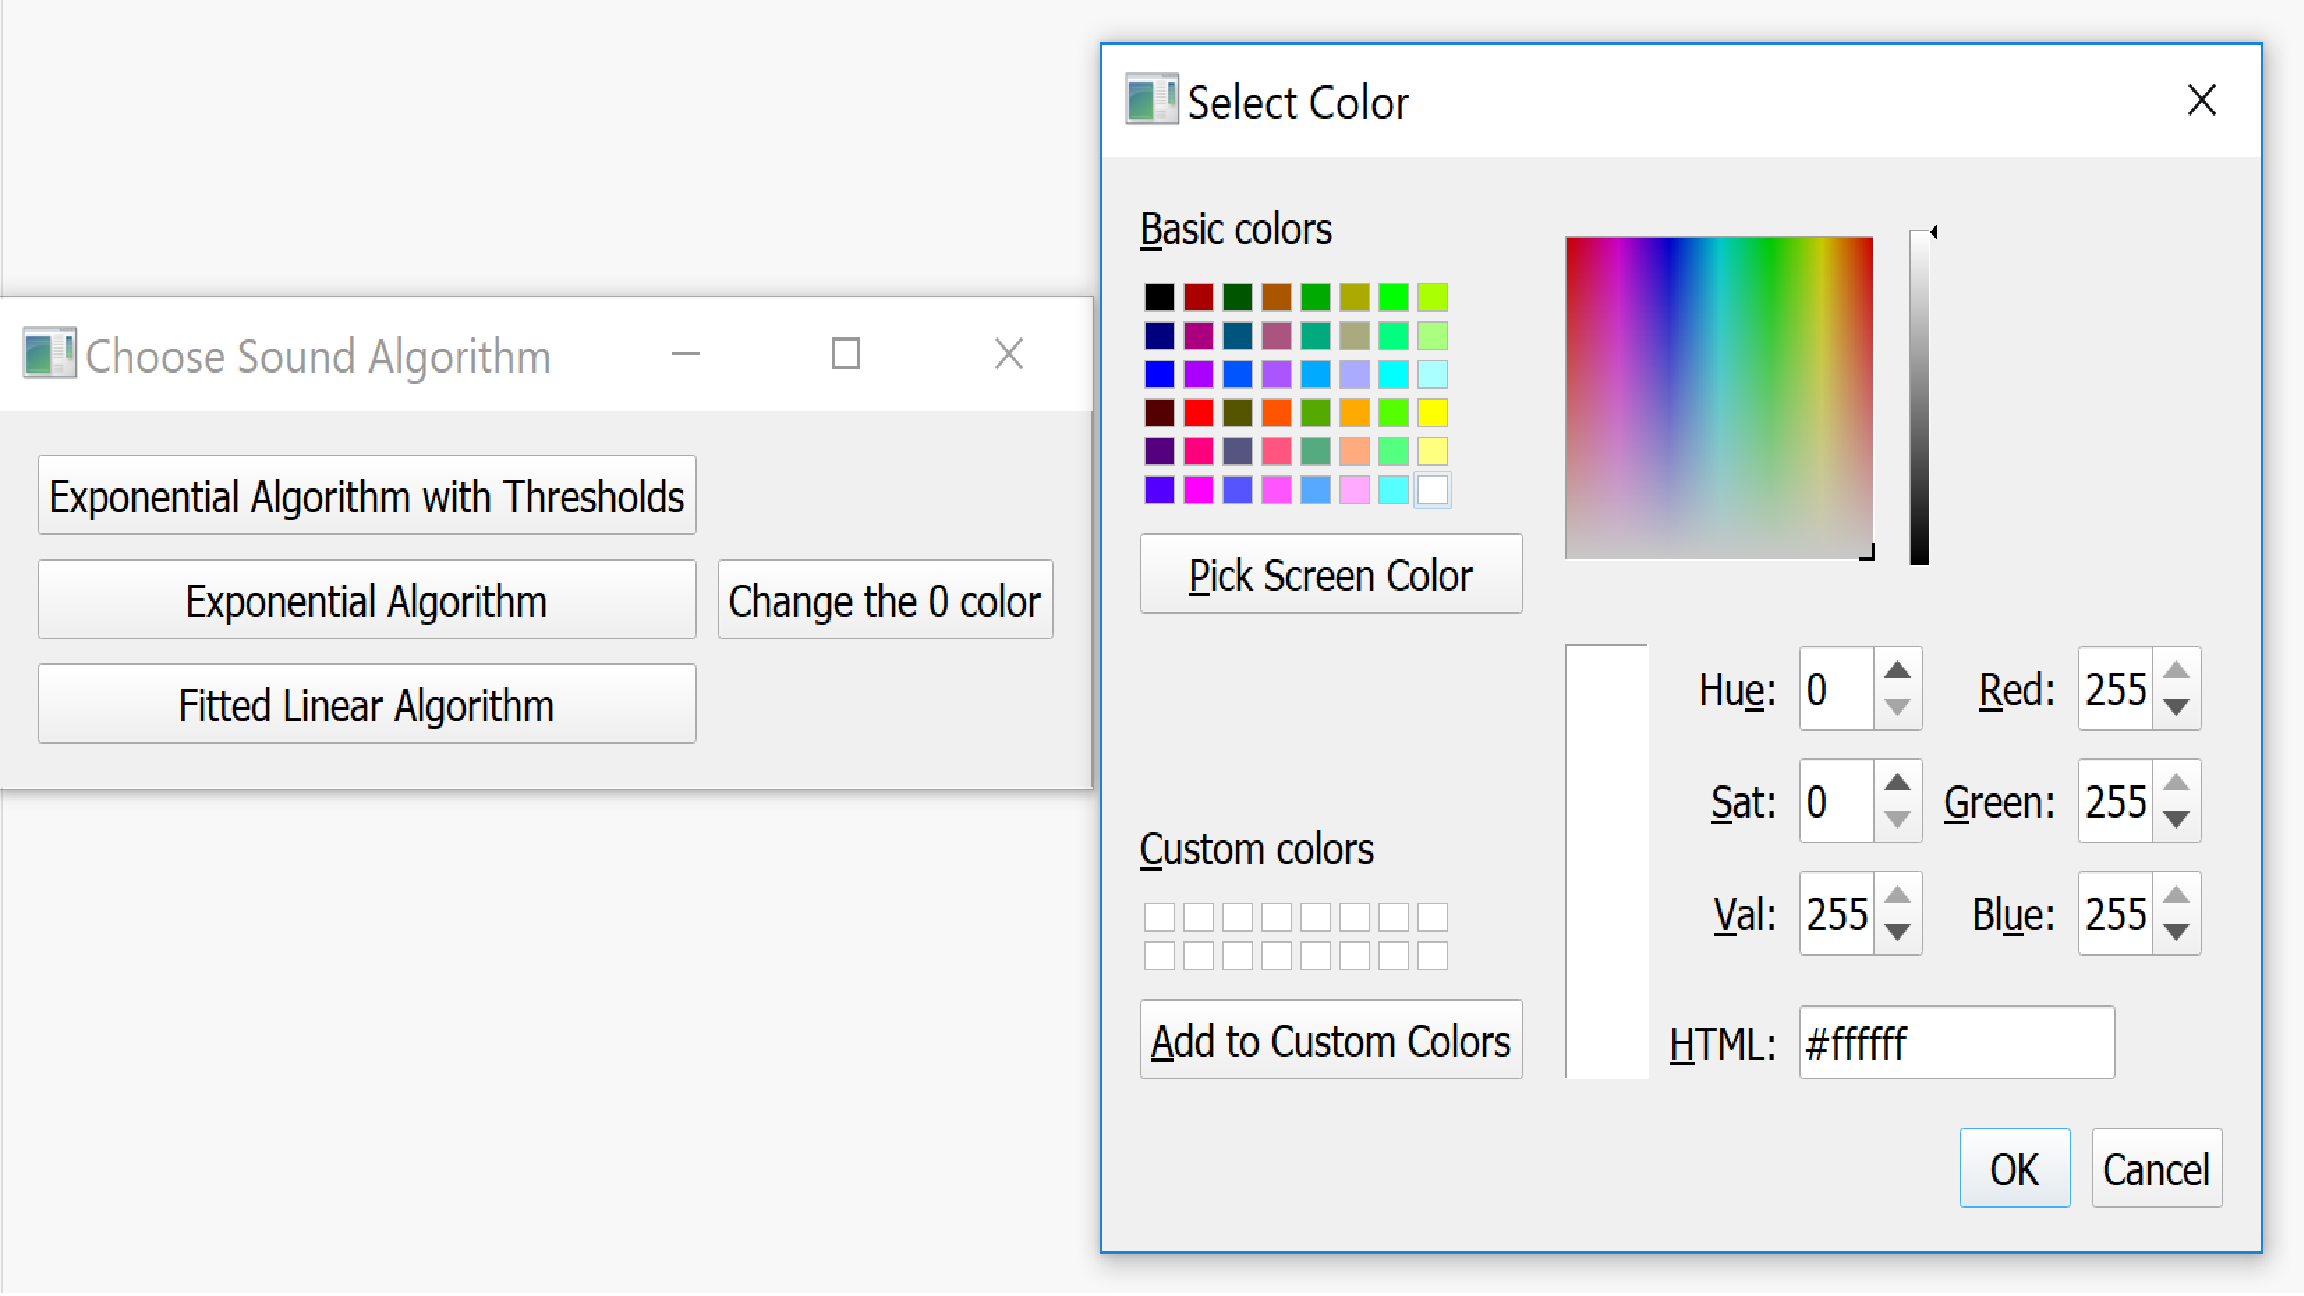 Choose Sound Algorithm
Exponential Algorithm with Thresholds
Exponential Algorithm
Change the 0 color
Fitted Linear Algorithm
Select Color
Basic colors
Pick Screen Color
Custom colors
Add to Custom Colors
Hue: 0
Red: 255
Sat: 0
Green: 255
Val: 255
Blue: 255
HTML: #ffffff
OK
Cancel